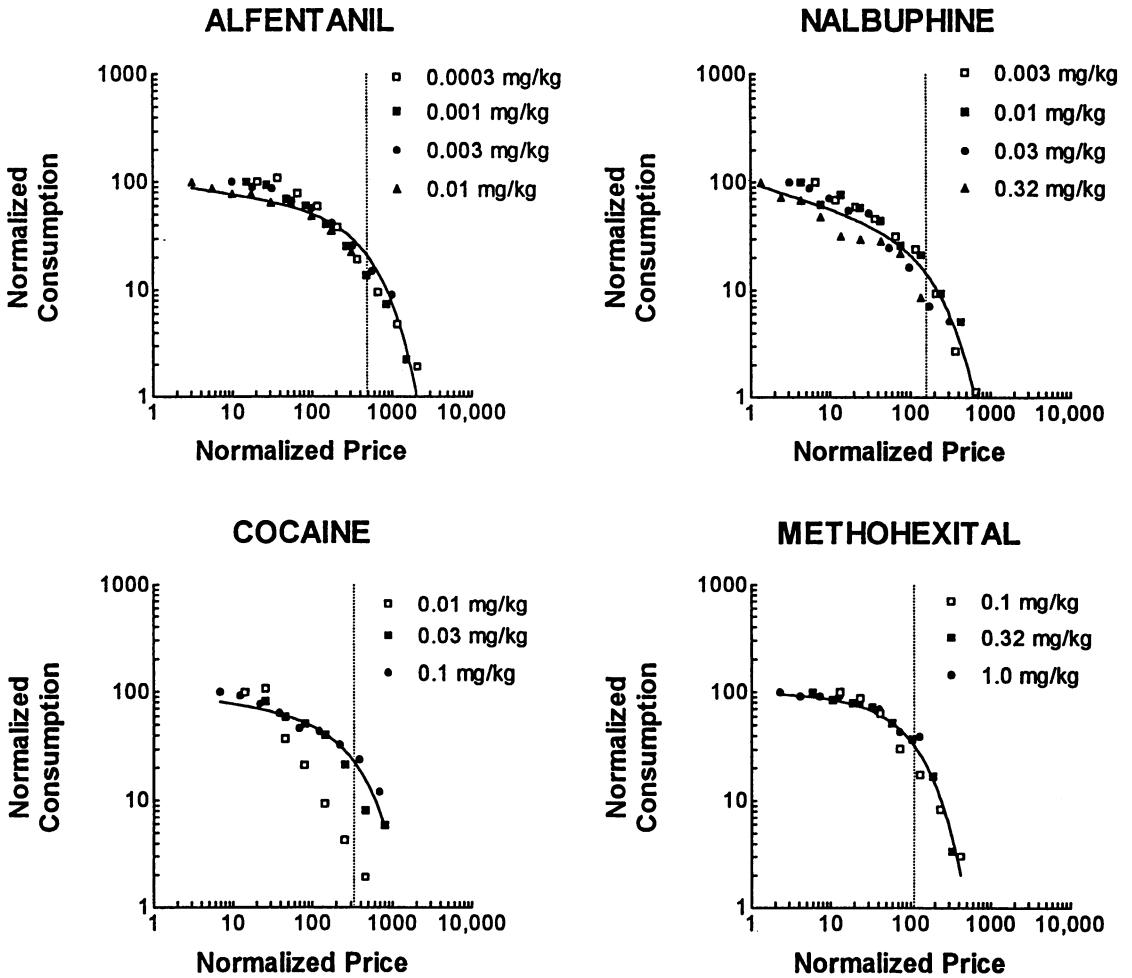 ALFENTANIL
1000
100
10
1
1
10
100
1000
10,000
Normalized
Consumption
Normalized Price
0.0003 mg/kg
0.001 mg/kg
0.003 mg/kg
0.01 mg/kg
NALBUPHINE
1000
100
10
1
1
10
100
1000
10,000
Normalized
Consumption
Normalized Price
0.003 mg/kg
0.01 mg/kg
0.03 mg/kg
0.32 mg/kg
COCAINE
1000
100
10
1
1
10
100
1000
10,000
Normalized
Consumption
Normalized Price
0.01 mg/kg
0.03 mg/kg
0.1 mg/kg
METHOHEXITAL
1000
100
10
1
1
10
100
1000
10,000
Normalized
Consumption
Normalized Price
0.1 mg/kg
0.32 mg/kg
1.0 mg/kg